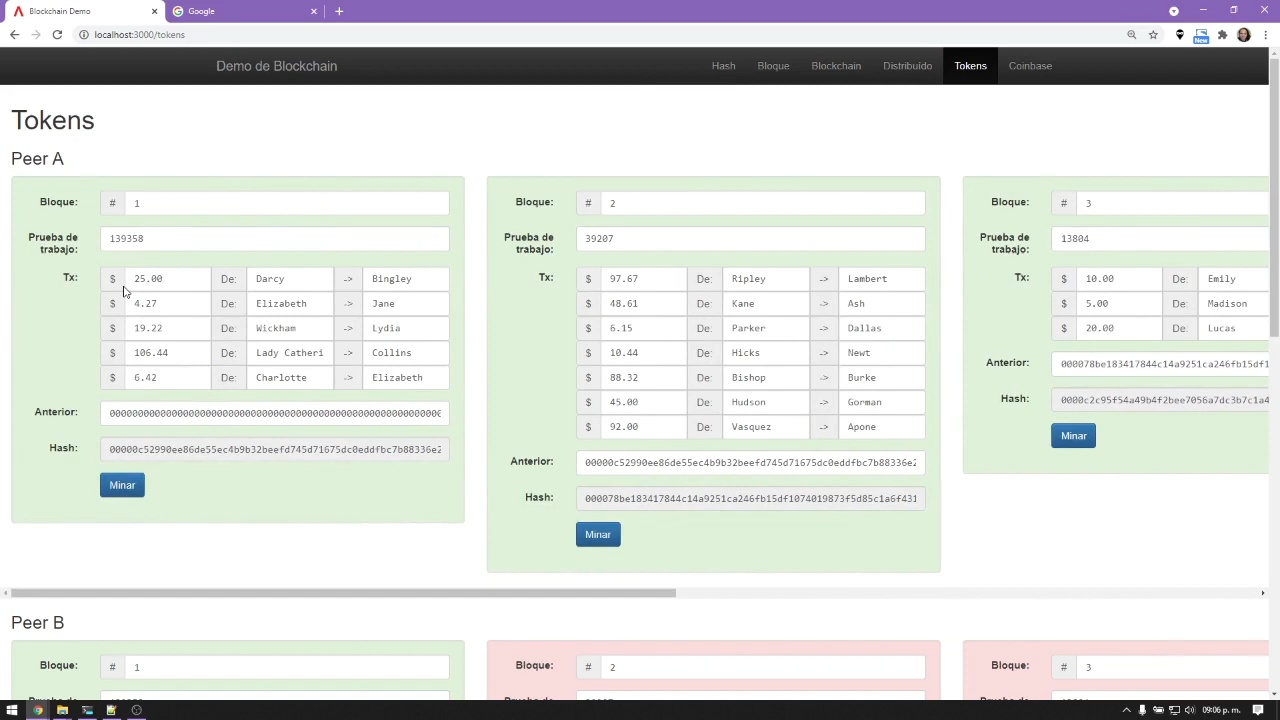 Blockchain Demo
Google
localhost:3000/tokens
New
Demo de Blockchain
Hash
Bloque
Blockchain
Distribuído
Tokens
Coinbase
Tokens
Peer A
Bloque: # 1
Prueba de trabajo: 139358
Tx: $ 25.00 De: Darcy -> Bingley
$ 4.27 De: Elizabeth -> Jane
$ 19.22 De: Wickham -> Lydia
$ 106.44 De: Lady Catheri -> Collins
$ 6.42 De: Charlotte -> Elizabeth
Anterior: 0000000000000000000000000000000000000000000000000000000000
Hash: 00000c52990ee86de55ec4b9b32beefd745d71675dc0eddfbc7b88336e2
Minar
Bloque: # 2
Prueba de trabajo: 39207
Tx: $ 97.67 De: Ripley -> Lambert
$ 48.61 De: Kane -> Ash
$ 6.15 De: Parker -> Dallas
$ 10.44 De: Hicks -> Newt
$ 88.32 De: Bishop -> Burke
$ 45.00 De: Hudson -> Gorman
$ 92.00 De: Vasquez -> Apone
Anterior: 00000c52990ee86de55ec4b9b32beefd745d71675dc0eddfbc7b88336e2
Hash: 000078be183417844c14a9251ca246fb15df1074019873f5d85c1a6f431
Minar
Bloque: # 3
Prueba de trabajo: 13804
Tx: $ 10.00 De: Emily
$ 5.00 De: Madison
$ 20.00 De: Lucas
Anterior: 000078be183417844c14a9251ca246fb15df1
Hash: 0000c2c95f54a49b4f2bee7056a7dc3b7c1a4
Minar
Peer B
Bloque: # 1
Bloque: # 2
Bloque: # 3
09:06 p. m.